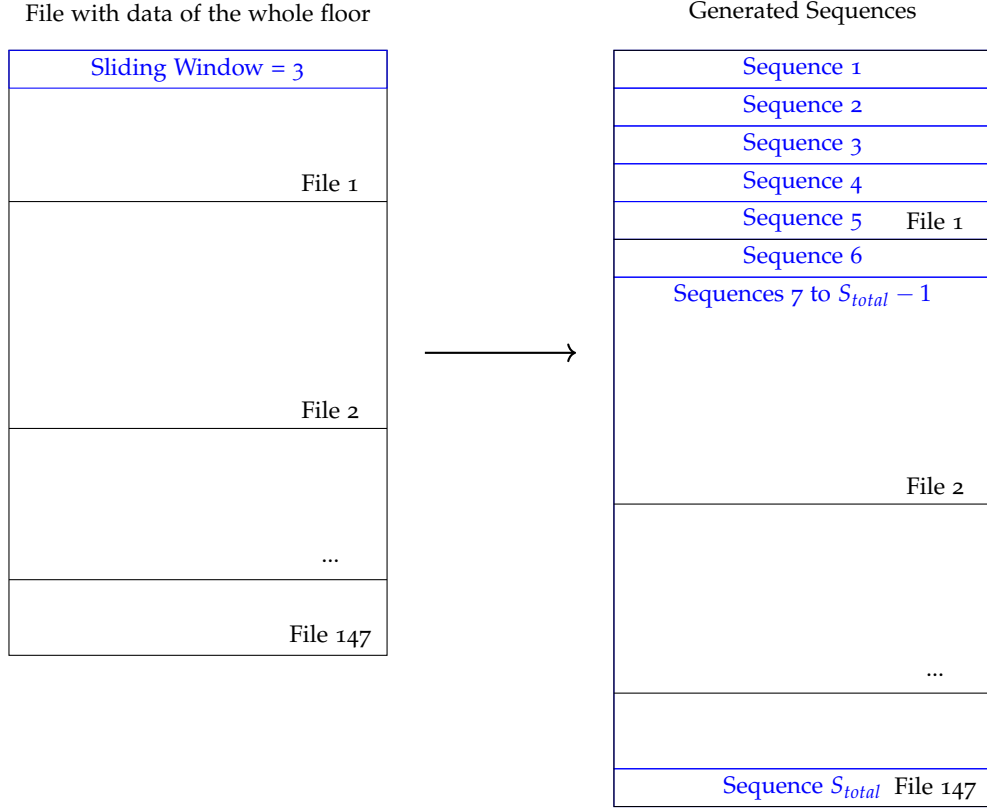 File with data of the whole floor
Sliding Window = 3
File 1
File 2
...
File 147
Generated Sequences
Sequence 1
Sequence 2
Sequence 3
Sequence 4
Sequence 5 File 1
Sequence 6
Sequences 7 to S_total − 1
File 2
...
Sequence S_total File 147